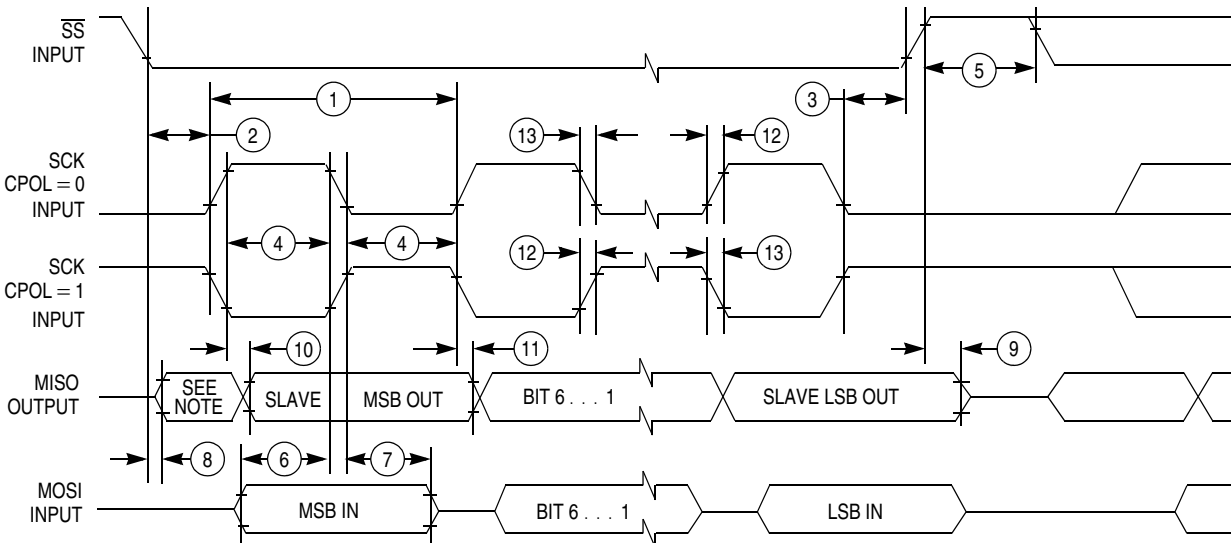 SS
INPUT
5
1
3
2
13
12
SCK
CPOL = 0
INPUT
4
4
SCK
CPOL = 1
INPUT
12
13
10
11
9
MISO
OUTPUT
SEE
NOTE
SLAVE
MSB OUT
BIT 6 . . . 1
SLAVE LSB OUT
8
6
7
MOSI
INPUT
MSB IN
BIT 6 . . . 1
LSB IN